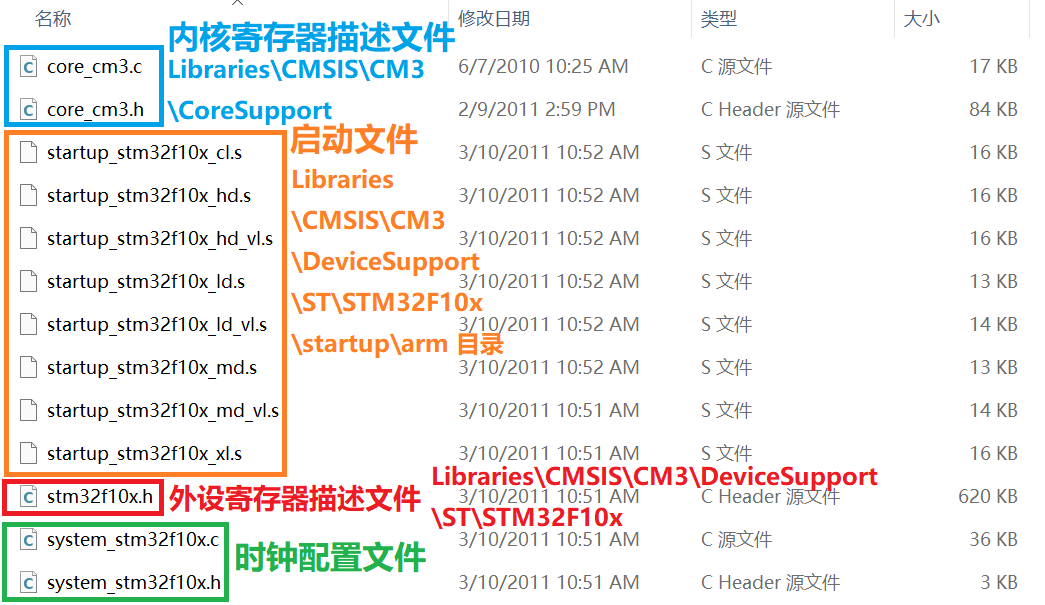 名称 修改日期 类型 大小
内核寄存器描述文件
core_cm3.c 6/7/2010 10:25 AM C 源文件 17 KB
Libraries\CMSIS\CM3
core_cm3.h 2/9/2011 2:59 PM C Header 源文件 84 KB
\CoreSupport
启动文件
startup_stm32f10x_cl.s 3/10/2011 10:52 AM S 文件 16 KB
Libraries
startup_stm32f10x_hd.s 3/10/2011 10:52 AM S 文件 16 KB
\CMSIS\CM3
startup_stm32f10x_hd_vl.s 3/10/2011 10:52 AM S 文件 16 KB
\DeviceSupport
startup_stm32f10x_ld.s 3/10/2011 10:52 AM S 文件 13 KB
\ST\STM32F10x
startup_stm32f10x_ld_vl.s 3/10/2011 10:52 AM S 文件 14 KB
\startup\arm 目录
startup_stm32f10x_md.s 3/10/2011 10:52 AM S 文件 13 KB
startup_stm32f10x_md_vl.s 3/10/2011 10:51 AM S 文件 14 KB
startup_stm32f10x_xl.s 3/10/2011 10:51 AM S 文件 16 KB
Libraries\CMSIS\CM3\DeviceSupport
stm32f10x.h 外设寄存器描述文件 3/10/2011 10:51 AM C Header 源文件 620 KB
\ST\STM32F10x
system_stm32f10x.c 3/10/2011 10:51 AM C 源文件 36 KB
时钟配置文件
system_stm32f10x.h 3/10/2011 10:51 AM C Header 源文件 3 KB